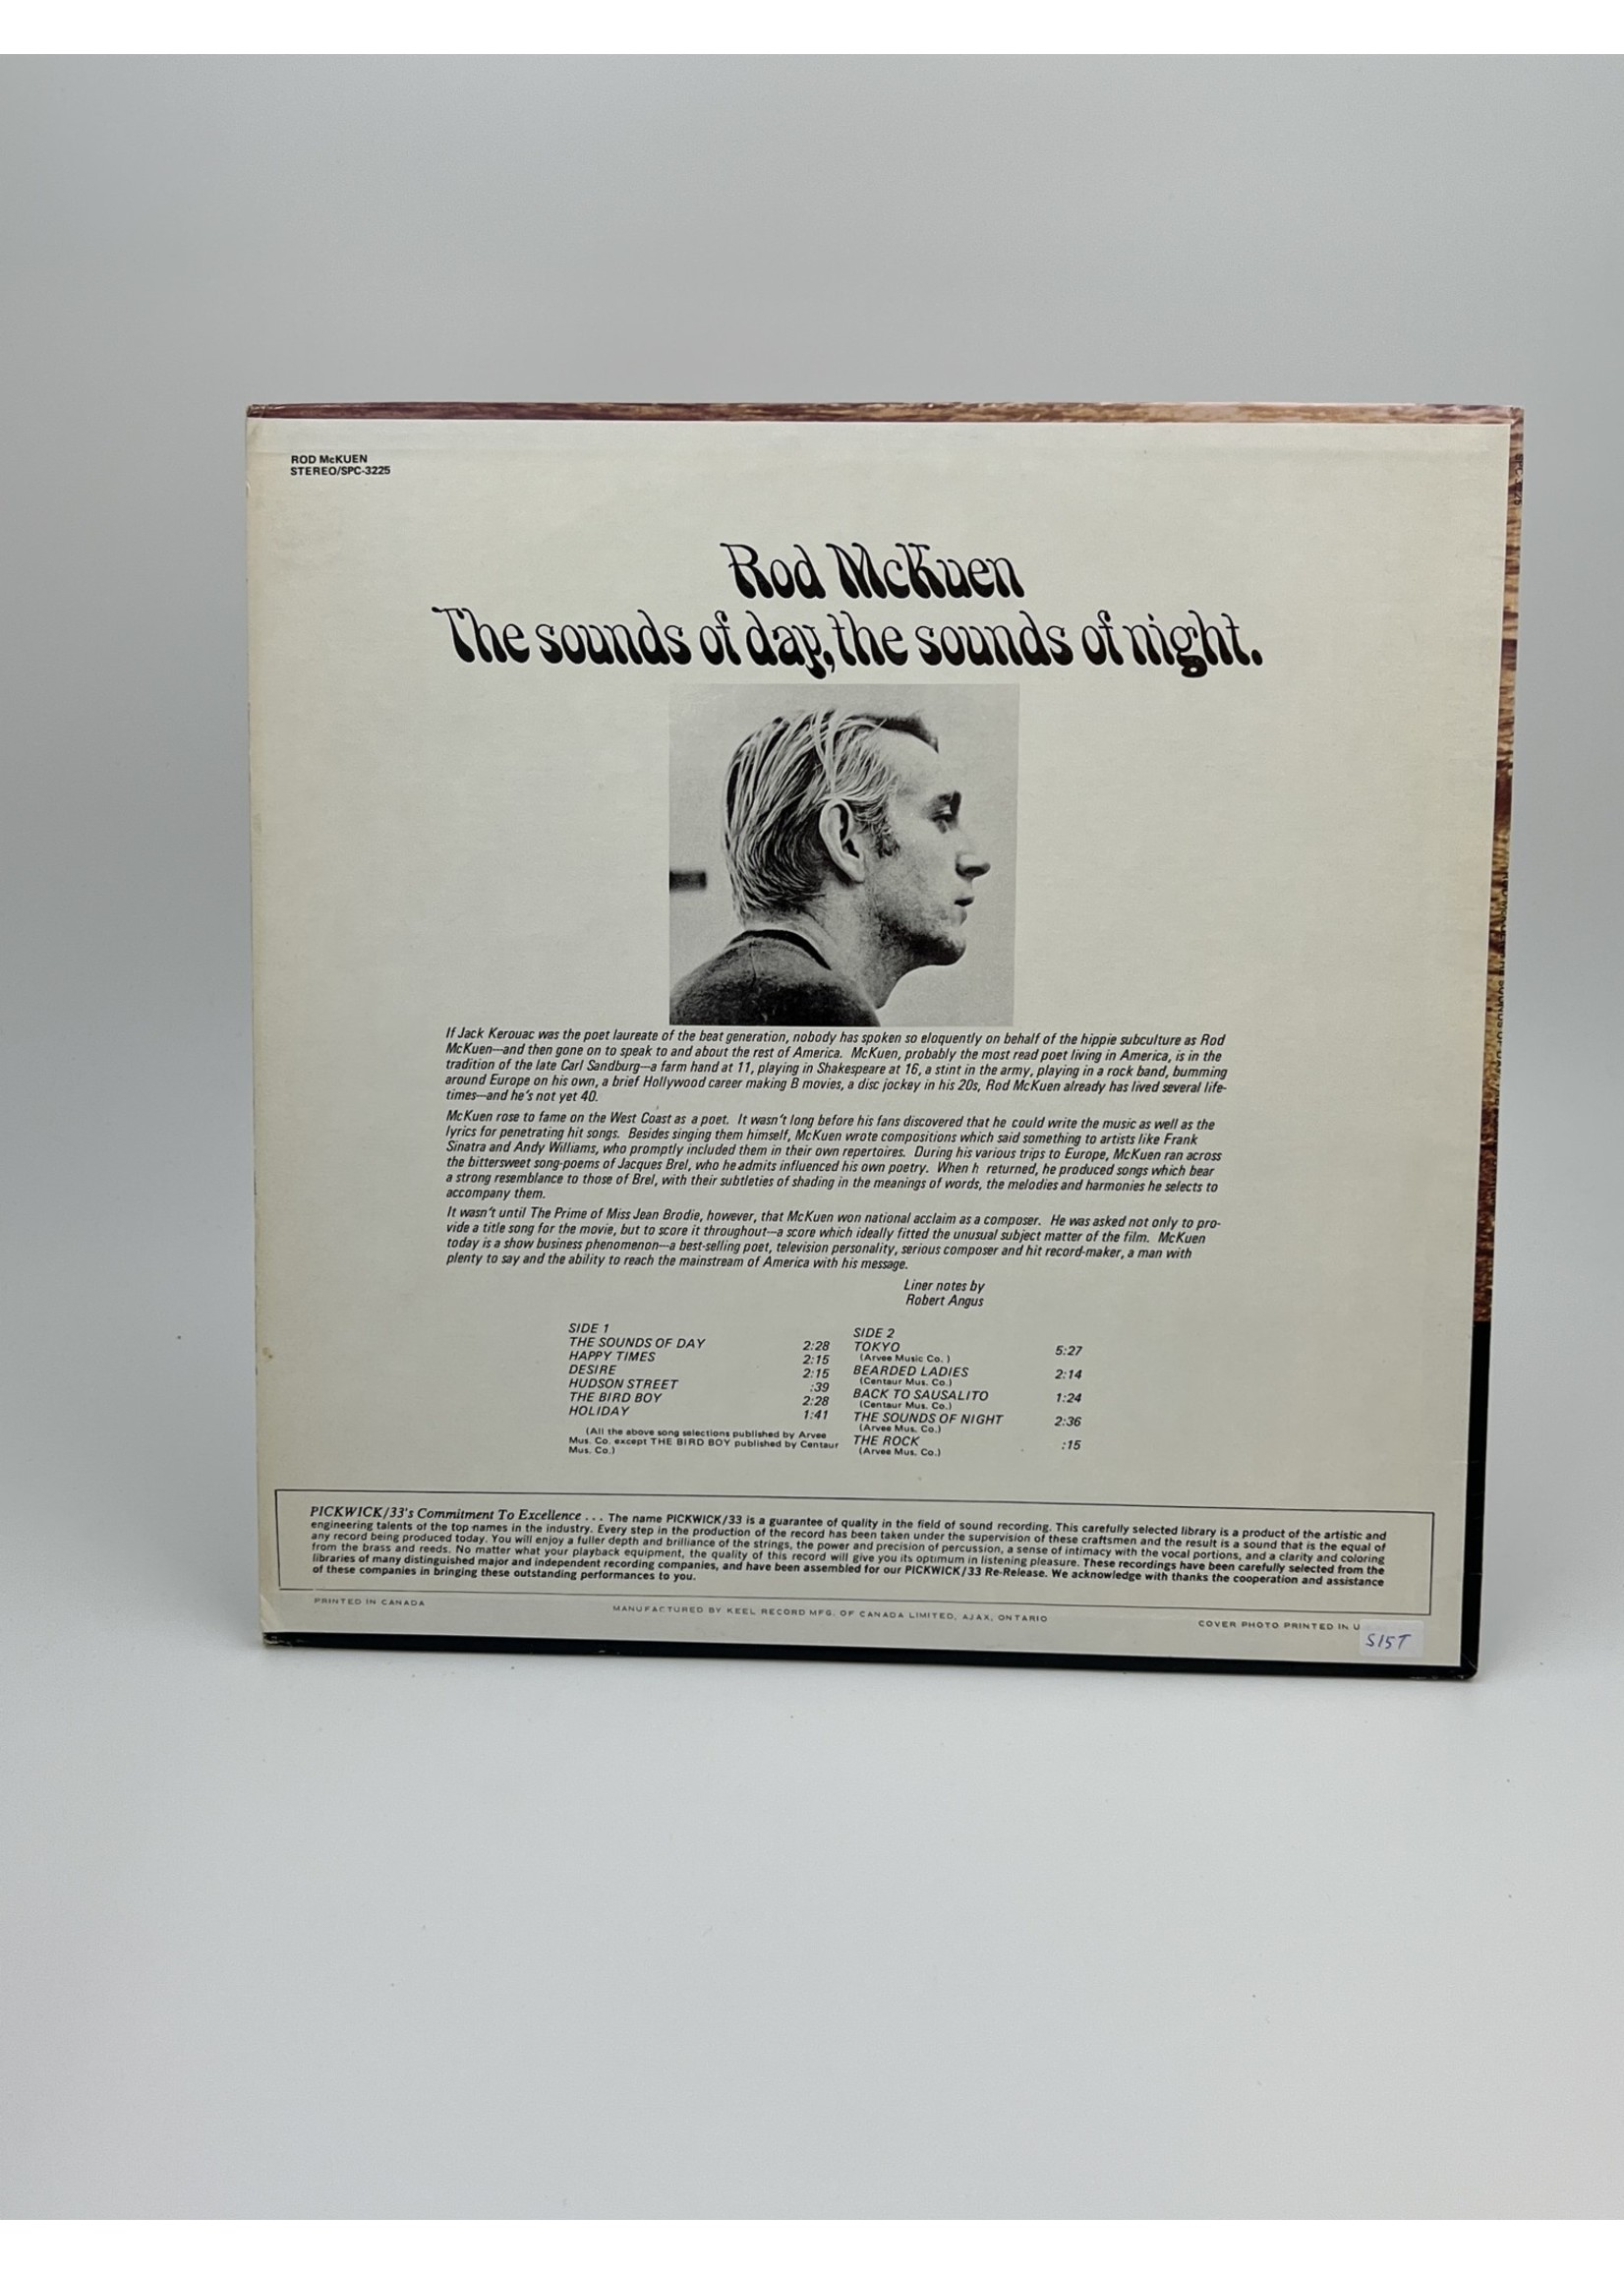 ROD McKUEN
STEREO/SPC-3225
Rod McKuen
The sounds of day, the sounds of night.
If Jack Kerouac was the poet laureate of the beat generation, nobody has spoken so eloquently on behalf of the hippie subculture as Rod
McKuen—and then gone on to speak to and about the rest of America. McKuen, probably the most read poet living in America, is in the
tradition of the late Carl Sandburg—a farm hand at 11, playing in Shakespeare at 16, a stint in the army, playing in a rock band, bumming
around Europe on his own, a brief Hollywood career making B movies, a disc jockey in his 20s, Rod McKuen already has lived several life-
times—and he's not yet 40.
McKuen rose to fame on the West Coast as a poet. It wasn't long before his fans discovered that he could write the music as well as the
lyrics for penetrating hit songs. Besides singing them himself, McKuen wrote compositions which said something to artists like Frank
Sinatra and Andy Williams, who promptly included them in their own repertoires. During his various trips to Europe, McKuen ran across
the bittersweet song-poems of Jacques Brel, who he admits influenced his own poetry. When h returned, he produced songs which bear
a strong resemblance to those of Brel, with their subtleties of shading in the meanings of words, the melodies and harmonies he selects to
accompany them.
It wasn't until The Prime of Miss Jean Brodie, however, that McKuen won national acclaim as a composer. He was asked not only to pro-
vide a title song for the movie, but to score it throughout—a score which ideally fitted the unusual subject matter of the film. McKuen
today is a show business phenomenon—a best-selling poet, television personality, serious composer and hit record-maker, a man with
plenty to say and the ability to reach the mainstream of America with his message.
Liner notes by
Robert Angus
SIDE 1
THE SOUNDS OF DAY 2:28
HAPPY TIMES 2:15
DESIRE 2:15
HUDSON STREET :39
THE BIRD BOY 2:28
HOLIDAY 1:41
(All the above song selections published by Arvee
Mus. Co. except THE BIRD BOY published by Centaur
Mus. Co.)
SIDE 2
TOKYO 5:27
(Arvee Music Co.)
BEARDED LADIES 2:14
(Centaur Mus. Co.)
BACK TO SAUSALITO 1:24
(Centaur Mus. Co.)
THE SOUNDS OF NIGHT 2:36
(Arvee Mus. Co.)
THE ROCK :15
(Arvee Mus. Co.)
PICKWICK/33's Commitment To Excellence . . . The name PICKWICK/33 is a guarantee of quality in the field of sound recording. This carefully selected library is a product of the artistic and
engineering talents of the top names in the industry. Every step in the production of the record has been taken under the supervision of these craftsmen and the result is a sound that is the equal of
any record being produced today. You will enjoy a fuller depth and brilliance of the strings, the power and precision of percussion, a sense of intimacy with the vocal portions, and a clarity and coloring
from the brass and reeds. No matter what your playback equipment, the quality of this record will give you its optimum in listening pleasure. These recordings have been carefully selected from the
libraries of many distinguished major and independent recording companies, and have been assembled for our PICKWICK/33 Re-Release. We acknowledge with thanks the cooperation and assistance
of these companies in bringing these outstanding performances to you.
PRINTED IN CANADA
MANUFACTURED BY KEEL RECORD MFG. OF CANADA LIMITED, AJAX, ONTARIO
COVER PHOTO PRINTED IN U
S15T